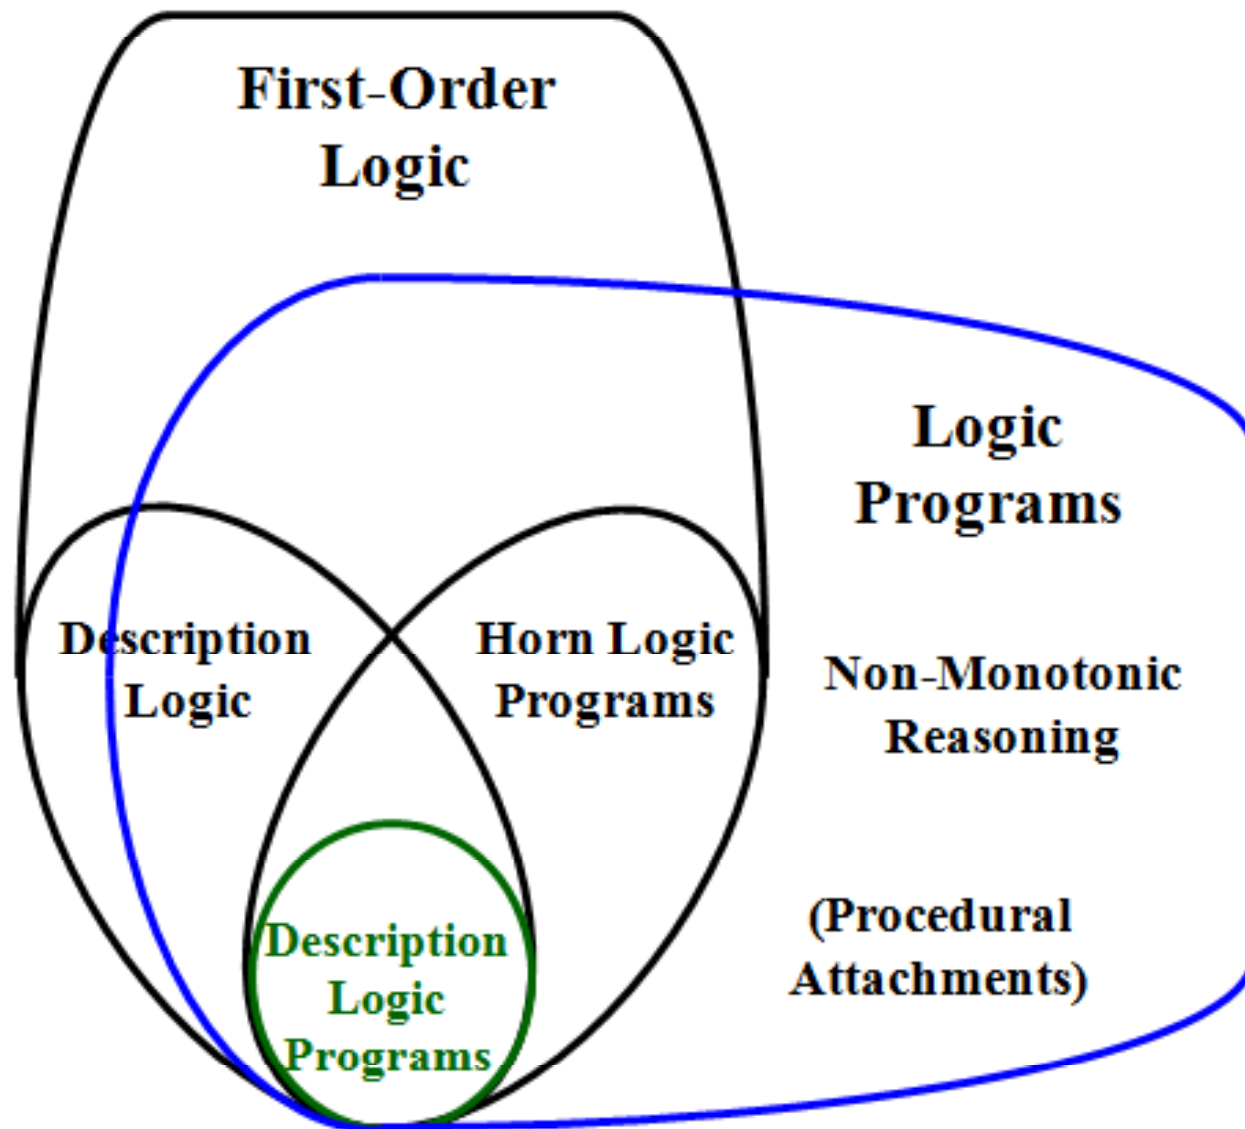 First-Order
Logic
Logic
Programs
Description
Logic
Horn Logic
Programs
Non-Monotonic
Reasoning
(Procedural
Attachments)
Description
Logic
Programs